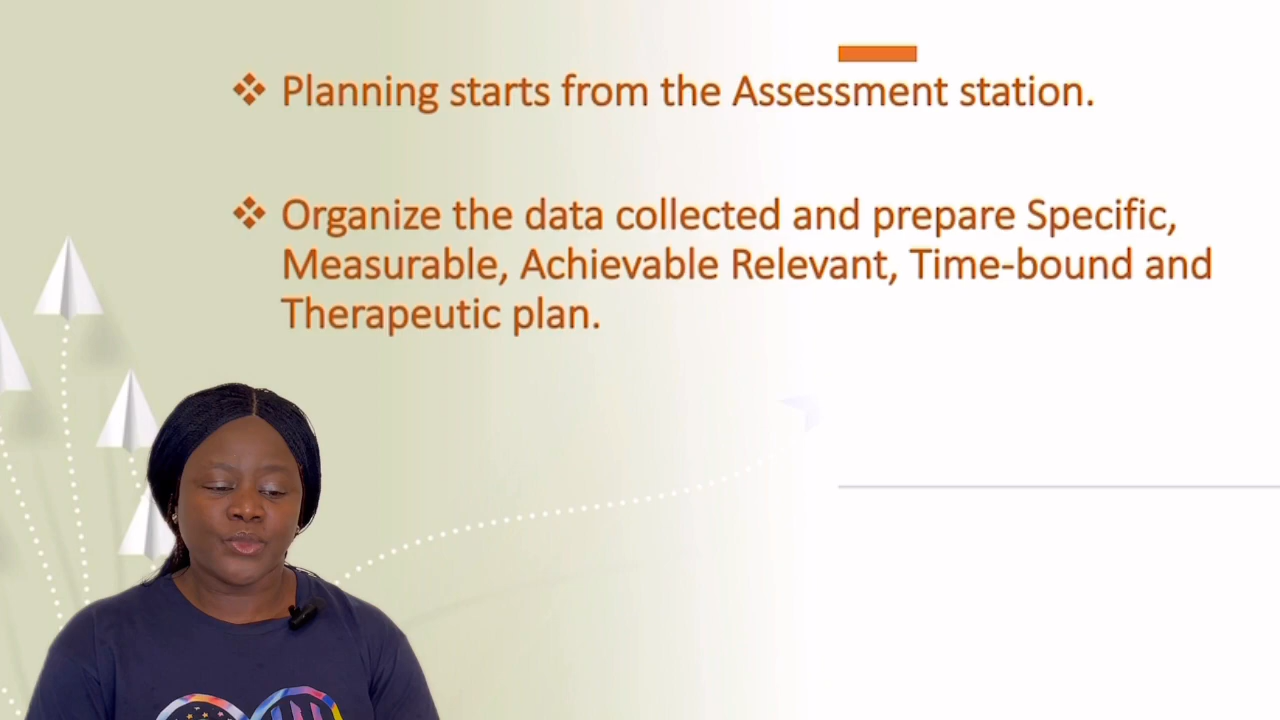 ❖ Planning starts from the Assessment station.
❖ Organize the data collected and prepare Specific,
Measurable, Achievable Relevant, Time-bound and
Therapeutic plan.